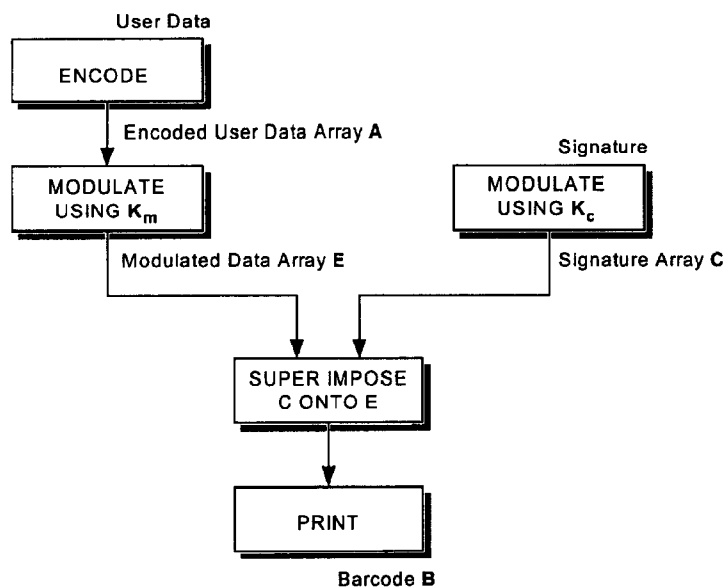 User Data
ENCODE
Encoded User Data Array A
MODULATE
USING Km
Modulated Data Array E
Signature
MODULATE
USING Kc
Signature Array C
SUPER IMPOSE
C ONTO E
PRINT
Barcode B